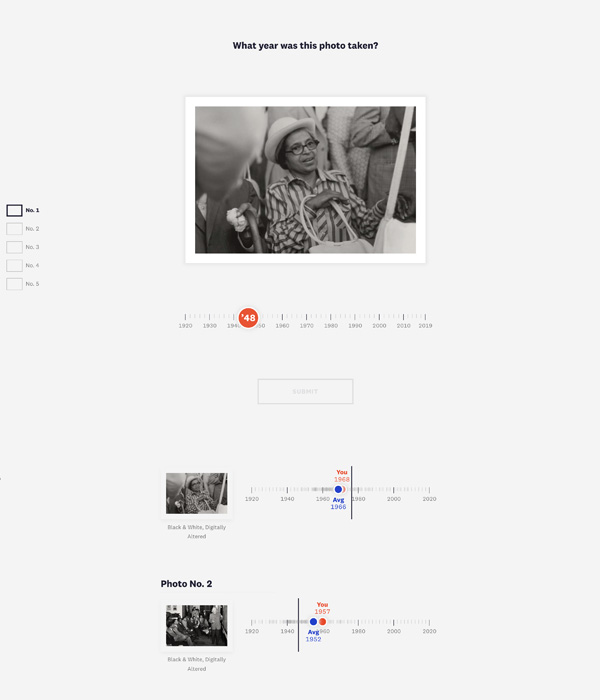 What year was this photo taken?
No. 1
No. 2
No. 3
No. 4
No. 5
'48
1920 1930 1940 1950 1960 1970 1980 1990 2000 2010 2019
SUBMIT
You
1968
1920 1940 1960 1980 2000 2020
Avg
1966
Black & White, Digitally
Altered
Photo No. 2
You
1957
1920 1940 1960 1980 2000 2020
Avg
1952
Black & White, Digitally
Altered